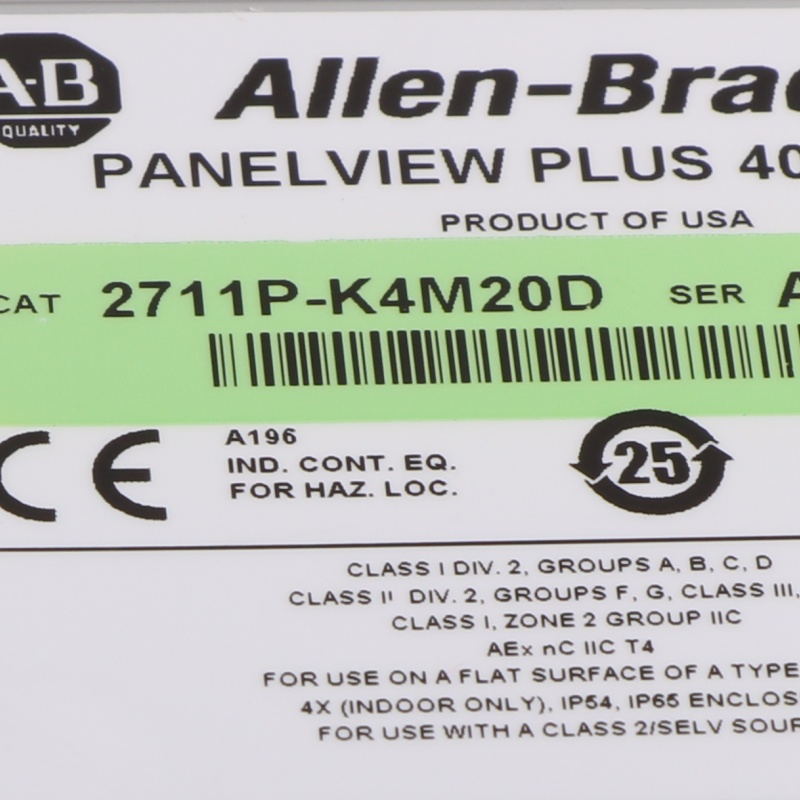 A-B
QUALITY
Allen-Brad
PANELVIEW PLUS 40
PRODUCT OF USA
CAT 2711P-K4M20D SER A
CE
A196
IND. CONT. EQ.
FOR HAZ. LOC.
25
CLASS I DIV. 2, GROUPS A, B, C, D
CLASS II DIV. 2, GROUPS F, G, CLASS III,
CLASS I, ZONE 2 GROUP IIC
AEx nC IIC T4
FOR USE ON A FLAT SURFACE OF A TYPE
4X (INDOOR ONLY), IP54, IP65 ENCLOS
FOR USE WITH A CLASS 2/SELV SOUR